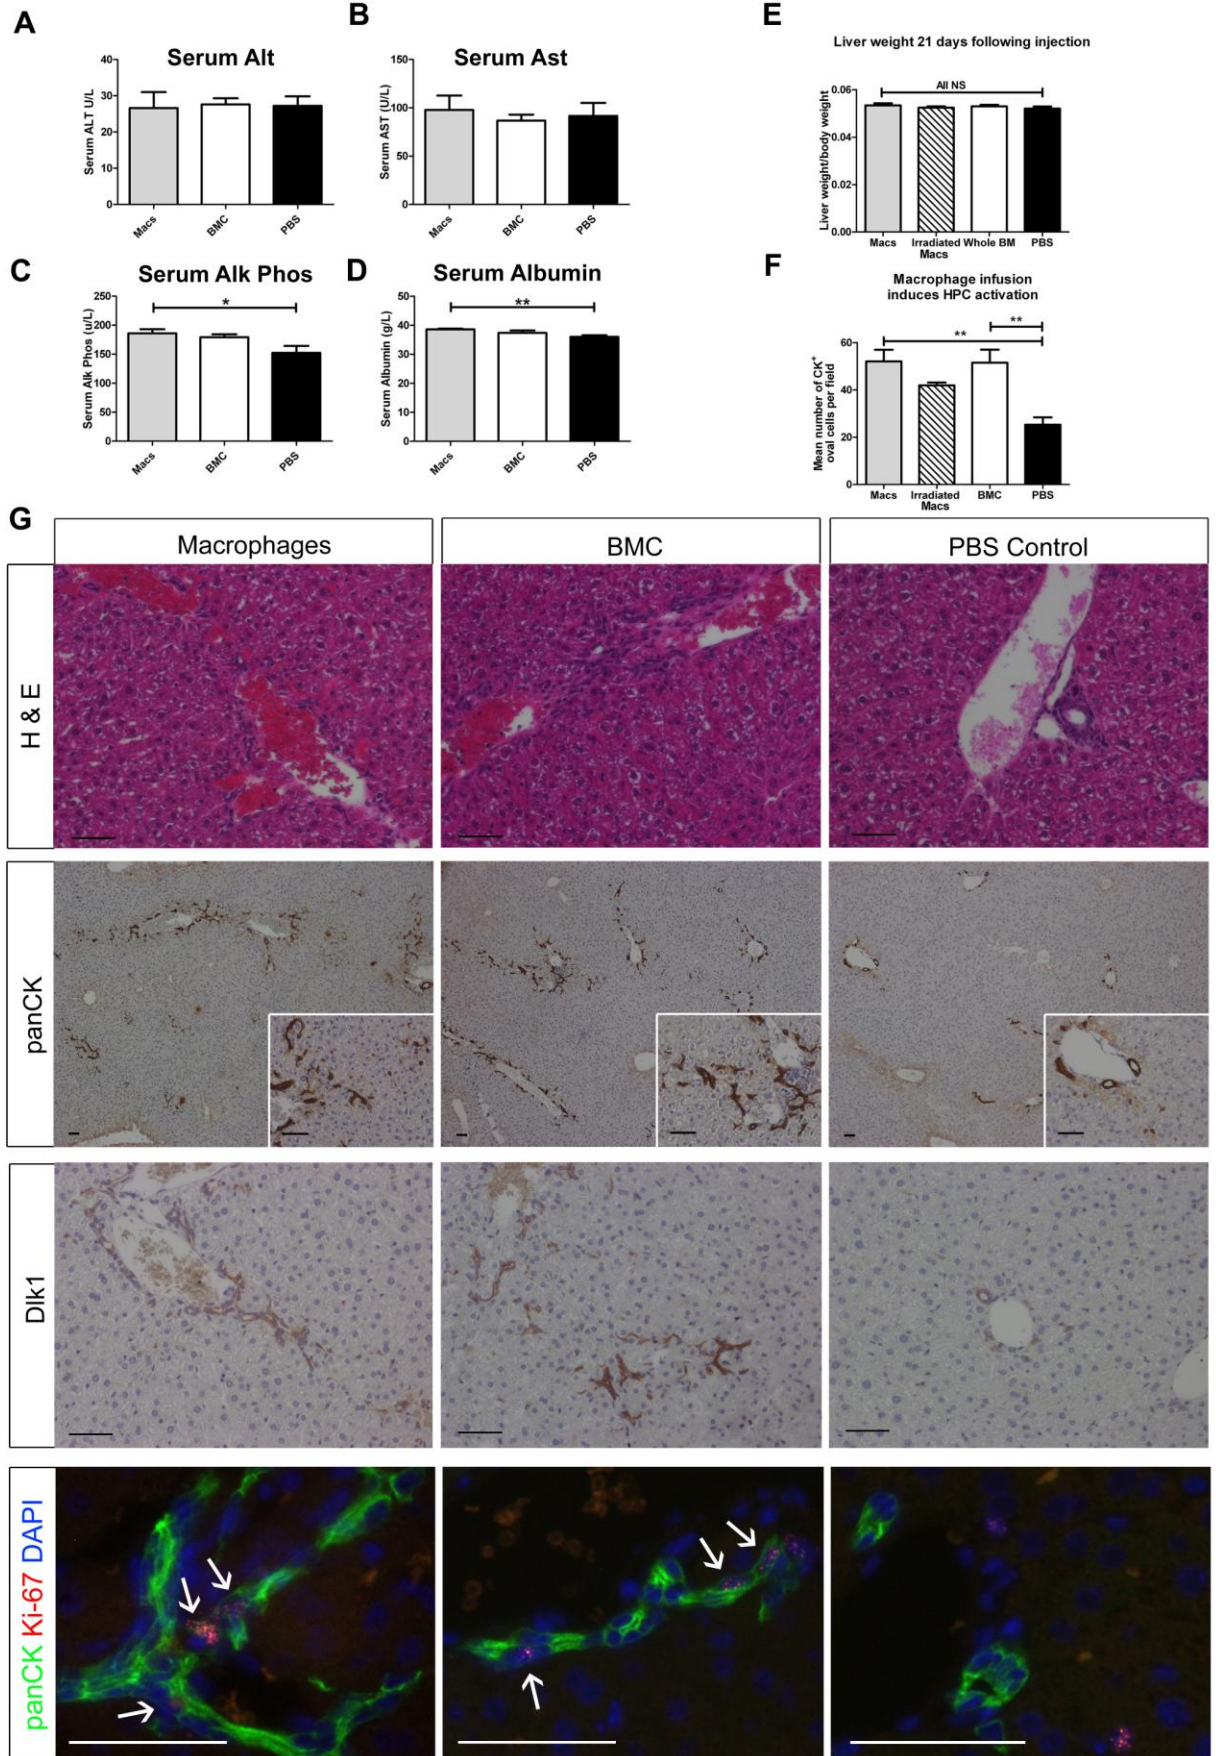 A
Serum Alt
Serum ALT U/L
40
30
20
10
0
Macs
BMC
PBS
B
Serum Ast
Serum AST (U/L)
150
100
50
0
Macs
BMC
PBS
C
Serum Alk Phos
Serum Alk Phos (u/L)
250
200
150
100
50
0
*
Macs
BMC
PBS
D
Serum Albumin
Serum Albumin (g/L)
50
40
30
20
10
0
**
Macs
BMC
PBS
E
Liver weight 21 days following injection
Liver weight/body weight
0.06
0.04
0.02
0.00
All NS
Macs
Irradiated
Macs
Whole BM
PBS
F
Macrophage infusion
induces HPC activation
Mean number of CK+
oval cells per field
60
40
20
0
**
**
Macs
Irradiated
Macs
BMC
PBS
G
Macrophages
BMC
PBS Control
H & E
panCK
Dlk1
panCK Ki-67 DAPI